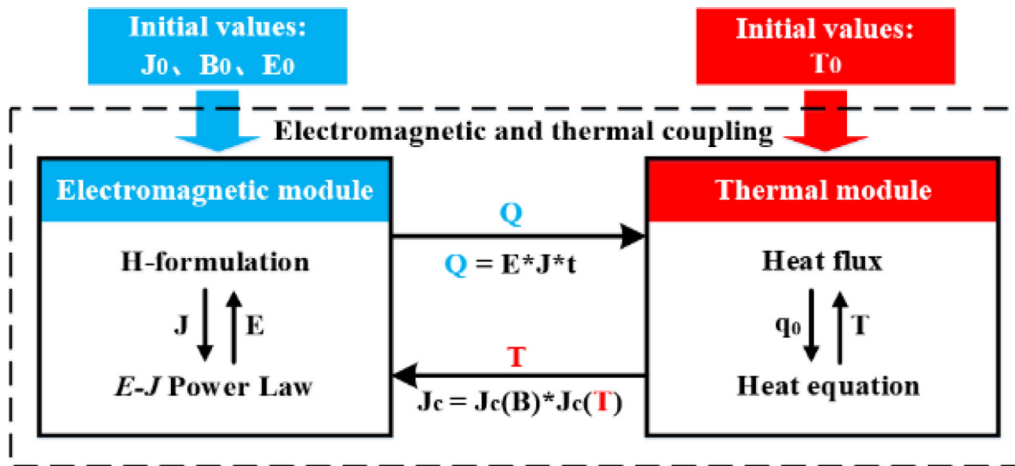 Initial values:
J0、B0、E0
Initial values:
T0
Electromagnetic and thermal coupling
Electromagnetic module
H-formulation
J
E
E-J Power Law
Q
Q = E*J*t
T
Jc = Jc(B)*Jc(T)
Thermal module
Heat flux
q0
T
Heat equation